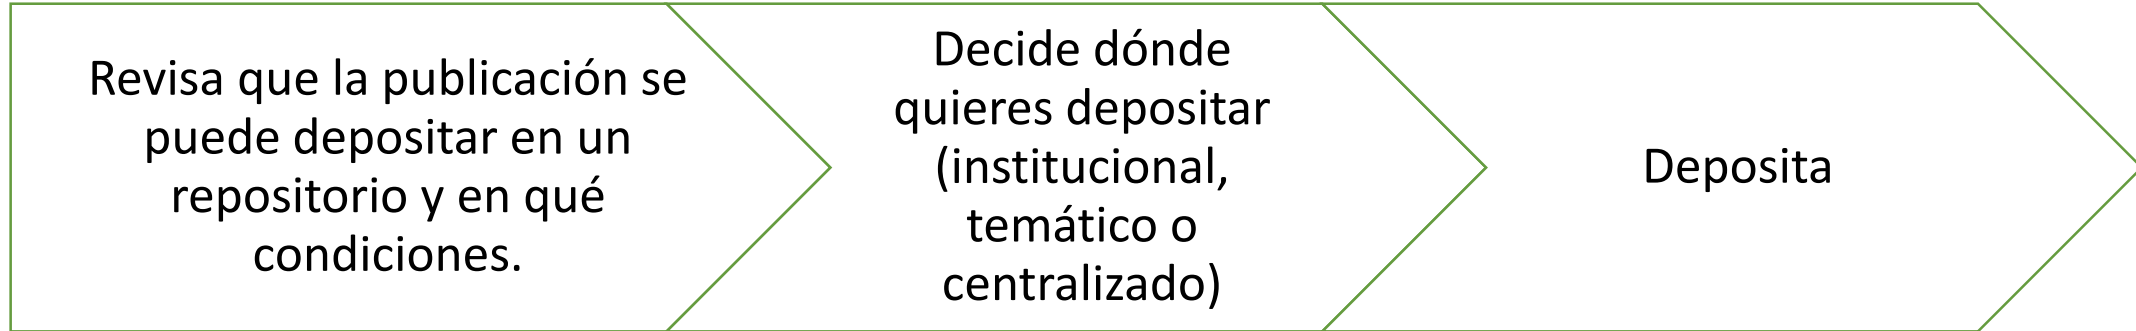 Revisa que la publicación se
puede depositar en un
repositorio y en qué
condiciones.
Decide dónde
quieres depositar
(institucional,
temático o
centralizado)
Deposita